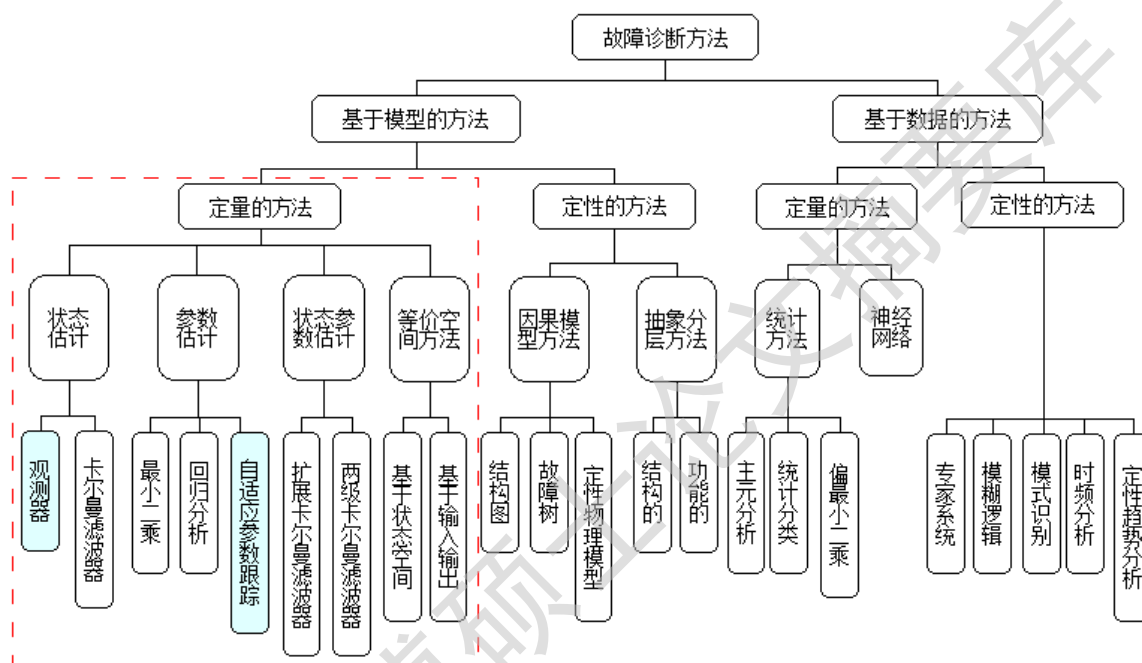 故障诊断方法
基于模型的方法
基于数据的方法
定量的方法
定性的方法
定量的方法
定性的方法
状态
估计
参数
估计
状态参
数估计
等价空
间方法
因果模
型方法
抽象分
层方法
统计
方法
神经
网络
观测器
卡尔曼滤波器
最小二乘
回归分析
自适应参数跟踪
扩展卡尔曼滤波器
两级卡尔曼滤波器
基于状态空间
基于输入输出
结构图
故障树
定性物理模型
结构的
功能的
主元分析
统计分类
偏最小二乘
专家系统
模糊逻辑
模式识别
时频分析
定性趋势分析
硕士论文摘要库